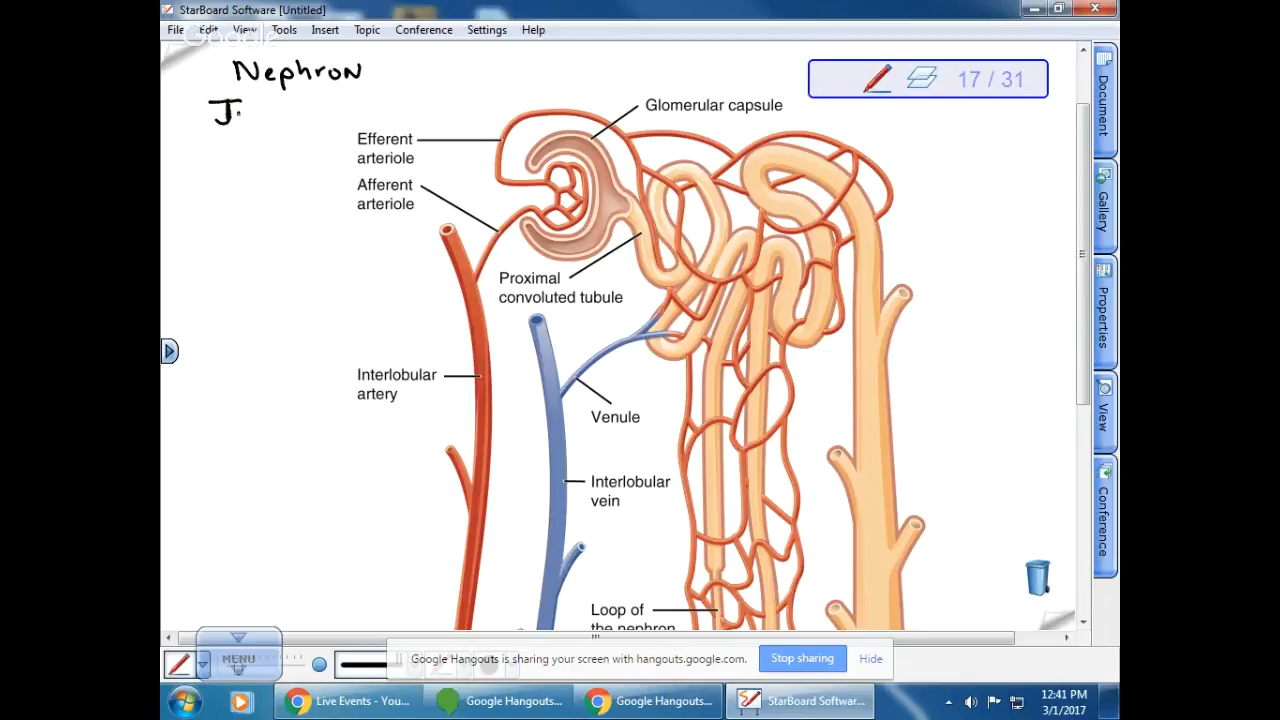 StarBoard Software [Untitled]
File Edit View Tools Insert Topic Conference Settings Help
Google
Nephron
J.
17 / 31
Glomerular capsule
Efferent
arteriole
Afferent
arteriole
Proximal
convoluted tubule
Interlobular
artery
Venule
Interlobular
vein
Loop of
the nephron
Document
Gallery
Properties
View
Conference
MENU
Google Hangouts is sharing your screen with hangouts.google.com.
Stop sharing
Hide
Live Events - You...
Google Hangouts...
Google Hangouts...
StarBoard Softwar...
12:41 PM
3/1/2017